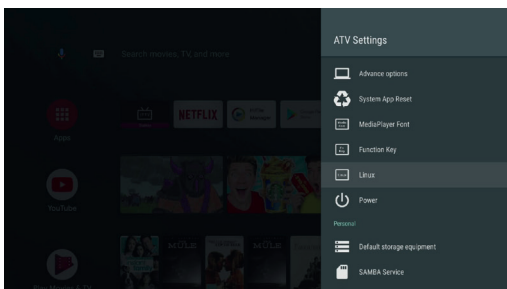 ATV Settings
Search movies, TV, and more
Advance options
System App Reset
MediaPlayer Font
NETFLIX
Function Key
Apps
Linux
YouTube
Power
Personal
Default storage equipment
SAMBA Service